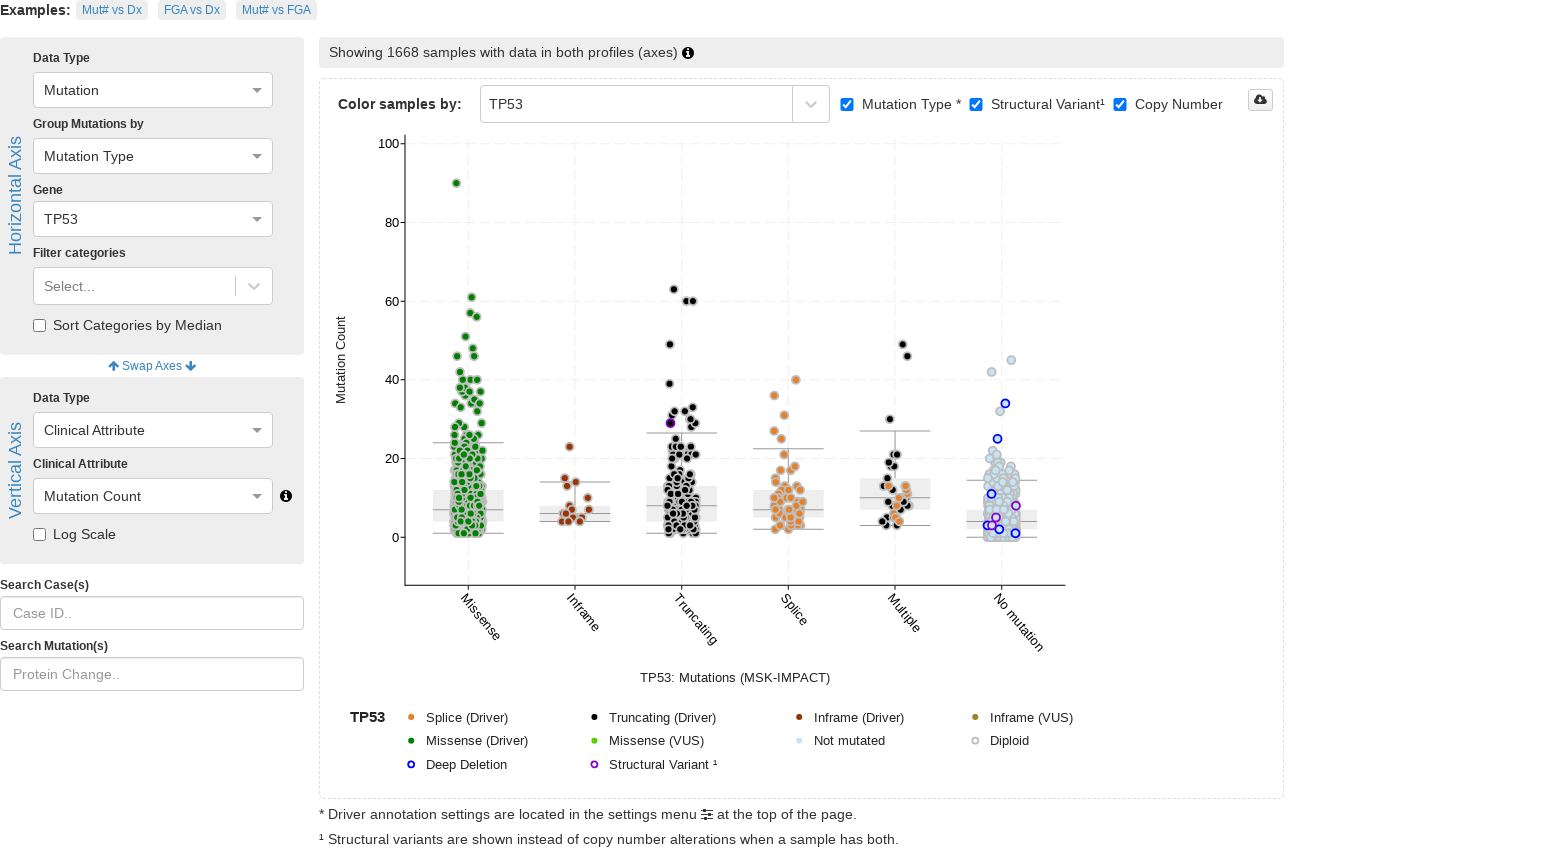 Examples: Mut# vs Dx FGA vs Dx Mut# vs FGA
Horizontal Axis
Data Type
Mutation
Group Mutations by
Mutation Type
Gene
TP53
Filter categories
Select...
Sort Categories by Median
Swap Axes
Vertical Axis
Data Type
Clinical Attribute
Clinical Attribute
Mutation Count
Log Scale
Search Case(s)
Case ID..
Search Mutation(s)
Protein Change..
Showing 1668 samples with data in both profiles (axes)
Color samples by: TP53 Mutation Type * Structural Variant¹ Copy Number
Mutation Count
100
80
60
40
20
0
Missense
Inframe
Truncating
Splice
Multiple
No mutation
TP53: Mutations (MSK-IMPACT)
TP53 Splice (Driver) Truncating (Driver) Inframe (Driver) Inframe (VUS)
Missense (Driver) Missense (VUS) Not mutated Diploid
Deep Deletion Structural Variant ¹
* Driver annotation settings are located in the settings menu at the top of the page.
¹ Structural variants are shown instead of copy number alterations when a sample has both.